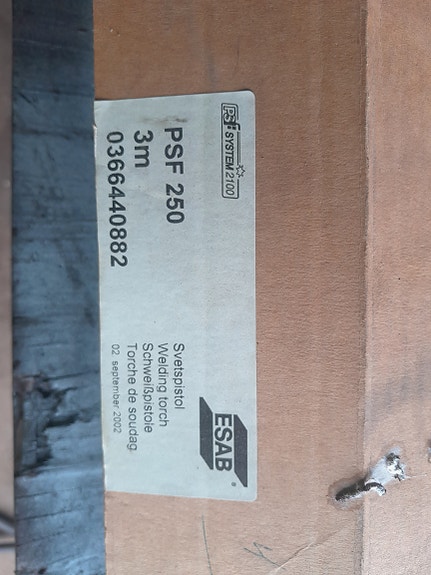 PSF SYSTEM 2100
PSF 250
3m
0366440882
Svetspistol
Welding torch
Schweißpistole
Torche de soudag
02 september 2002
ESAB